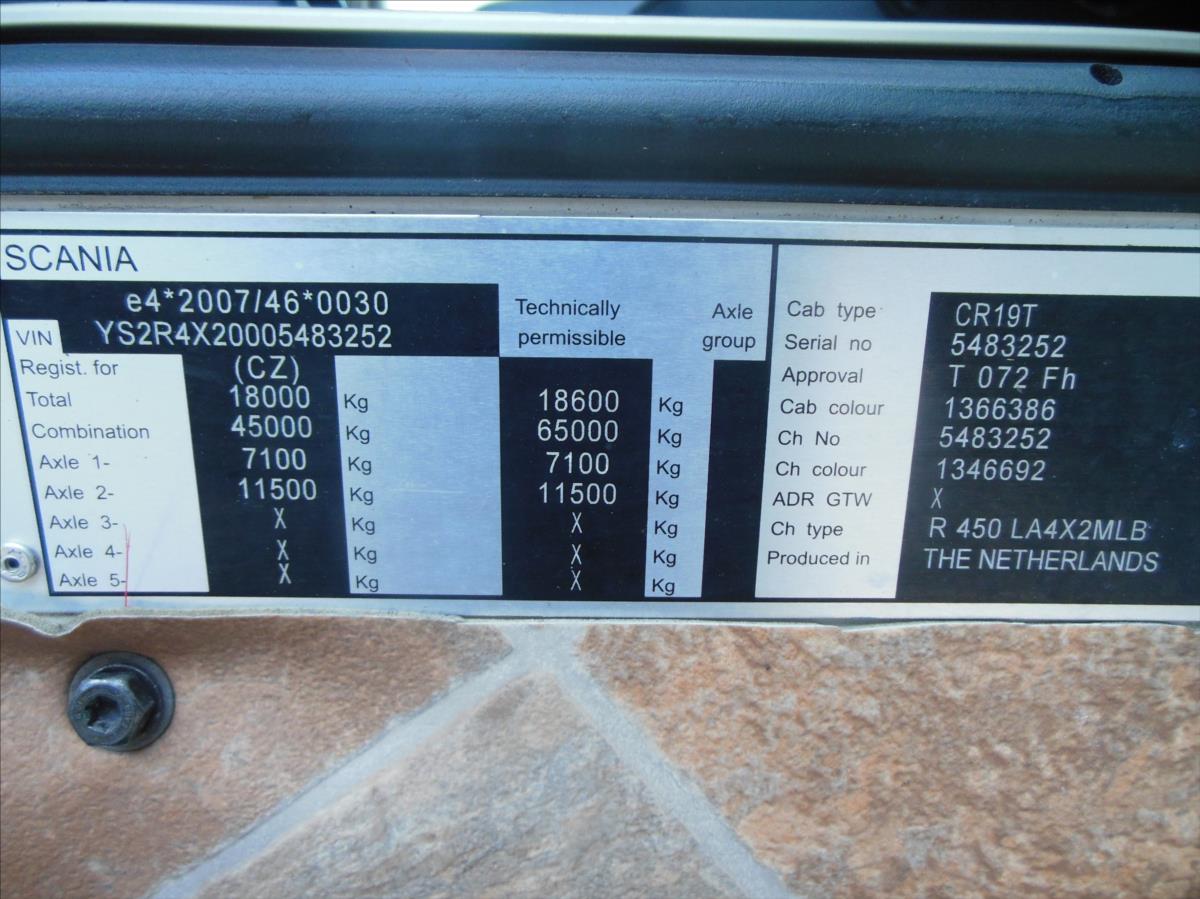 SCANIA
e4*2007/46*0030
VIN YS2R4X20005483252
Technically permissible
Axle group
Regist. for (CZ)
Total 18000 Kg 18600 Kg
Combination 45000 Kg 65000 Kg
Axle 1- 7100 Kg 7100 Kg
Axle 2- 11500 Kg 11500 Kg
Axle 3- X Kg X Kg
Axle 4- X Kg X Kg
Axle 5- X Kg X Kg
Cab type CR19T
Serial no 5483252
Approval T 072 Fh
Cab colour 1366386
Ch No 5483252
Ch colour 1346692
ADR GTW X
Ch type R 450 LA4X2MLB
Produced in THE NETHERLANDS